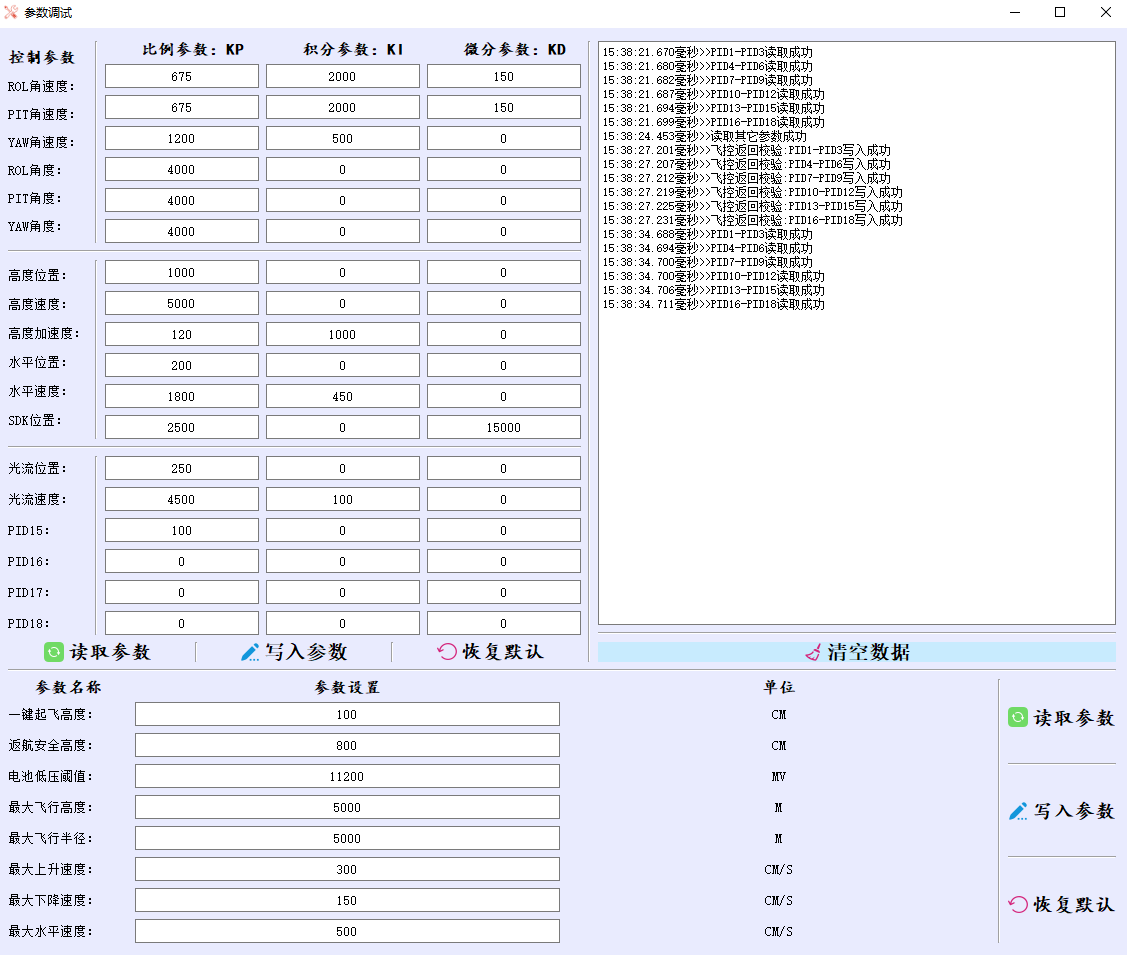 参数调试
控制参数 比例参数：KP 积分参数：KI 微分参数：KD
ROL角速度： 675 2000 150
PIT角速度： 675 2000 150
YAW角速度： 1200 500 0
ROL角度： 4000 0 0
PIT角度： 4000 0 0
YAW角度： 4000 0 0
高度位置： 1000 0 0
高度速度： 5000 0 0
高度加速度： 120 1000 0
水平位置： 200 0 0
水平速度： 1800 450 0
SDK位置： 2500 0 15000
光流位置： 250 0 0
光流速度： 4500 100 0
PID15： 100 0 0
PID16： 0 0 0
PID17： 0 0 0
PID18： 0 0 0
读取参数 写入参数 恢复默认
15:38:21.670毫秒>>PID1-PID3读取成功
15:38:21.680毫秒>>PID4-PID6读取成功
15:38:21.682毫秒>>PID7-PID9读取成功
15:38:21.687毫秒>>PID10-PID12读取成功
15:38:21.694毫秒>>PID13-PID15读取成功
15:38:21.699毫秒>>PID16-PID18读取成功
15:38:24.453毫秒>>读取其它参数成功
15:38:27.201毫秒>>飞控返回校验:PID1-PID3写入成功
15:38:27.207毫秒>>飞控返回校验:PID4-PID6写入成功
15:38:27.212毫秒>>飞控返回校验:PID7-PID9写入成功
15:38:27.219毫秒>>飞控返回校验:PID10-PID12写入成功
15:38:27.225毫秒>>飞控返回校验:PID13-PID15写入成功
15:38:27.231毫秒>>飞控返回校验:PID16-PID18写入成功
15:38:34.688毫秒>>PID1-PID3读取成功
15:38:34.694毫秒>>PID4-PID6读取成功
15:38:34.700毫秒>>PID7-PID9读取成功
15:38:34.700毫秒>>PID10-PID12读取成功
15:38:34.706毫秒>>PID13-PID15读取成功
15:38:34.711毫秒>>PID16-PID18读取成功
清空数据
参数名称 参数设置 单位
一键起飞高度： 100 CM
返航安全高度： 800 CM
电池低压阈值： 11200 MV
最大飞行高度： 5000 M
最大飞行半径： 5000 M
最大上升速度： 300 CM/S
最大下降速度： 150 CM/S
最大水平速度： 500 CM/S
读取参数
写入参数
恢复默认